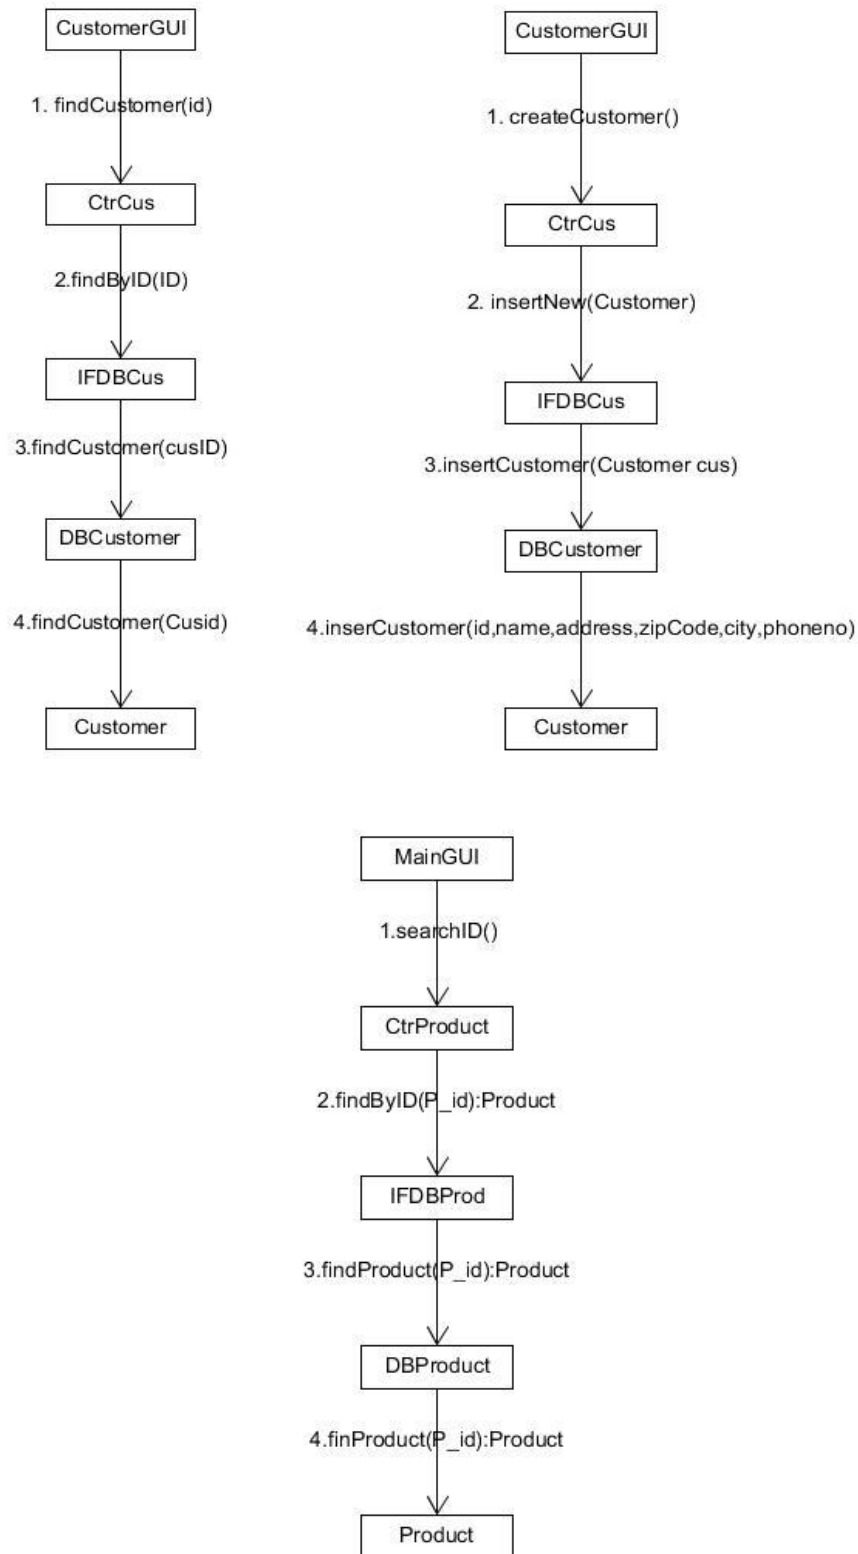 CustomerGUI
1. findCustomer(id)
CtrCus
2.findByID(ID)
IFDBCus
3.findCustomer(cusID)
DBCustomer
4.findCustomer(Cusid)
Customer
CustomerGUI
1. createCustomer()
CtrCus
2. insertNew(Customer)
IFDBCus
3.insertCustomer(Customer cus)
DBCustomer
4.inserCustomer(id,name,address,zipCode,city,phoneno)
Customer
MainGUI
1.searchID()
CtrProduct
2.findByID(P_id):Product
IFDBProd
3.findProduct(P_id):Product
DBProduct
4.finProduct(P_id):Product
Product